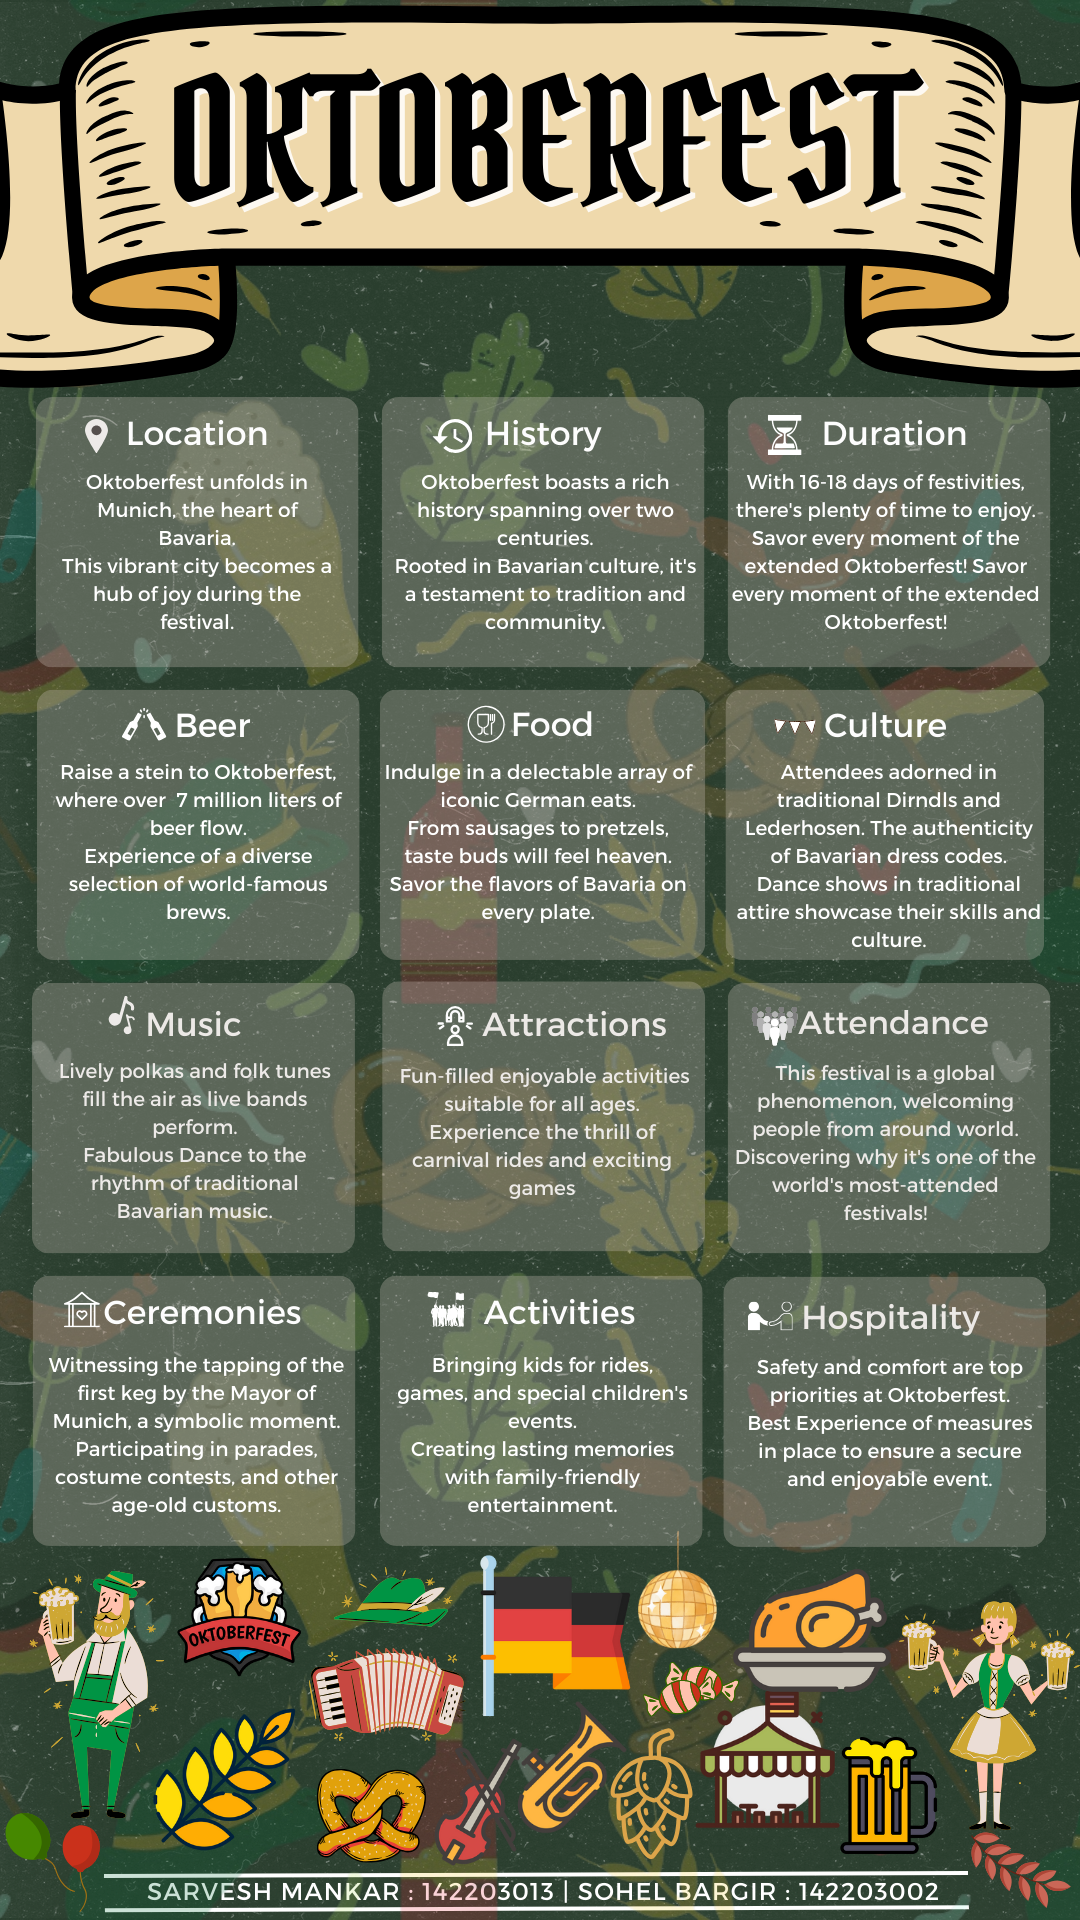 OKTOBERFEST
Location
Oktoberfest unfolds in
Munich, the heart of
Bavaria.
This vibrant city becomes a
hub of joy during the
festival.
History
Oktoberfest boasts a rich
history spanning over two
centuries.
Rooted in Bavarian culture, it's
a testament to tradition and
community.
Duration
With 16-18 days of festivities,
there's plenty of time to enjoy.
Savor every moment of the
extended Oktoberfest! Savor
every moment of the extended
Oktoberfest!
Beer
Raise a stein to Oktoberfest,
where over 7 million liters of
beer flow.
Experience of a diverse
selection of world-famous
brews.
Food
Indulge in a delectable array of
iconic German eats.
From sausages to pretzels,
taste buds will feel heaven.
Savor the flavors of Bavaria on
every plate.
Culture
Attendees adorned in
traditional Dirndls and
Lederhosen. The authenticity
of Bavarian dress codes.
Dance shows in traditional
attire showcase their skills and
culture.
Music
Lively polkas and folk tunes
fill the air as live bands
perform.
Fabulous Dance to the
rhythm of traditional
Bavarian music.
Attractions
Fun-filled enjoyable activities
suitable for all ages.
Experience the thrill of
carnival rides and exciting
games
Attendance
This festival is a global
phenomenon, welcoming
people from around world.
Discovering why it's one of the
world's most-attended
festivals!
Ceremonies
Witnessing the tapping of the
first keg by the Mayor of
Munich, a symbolic moment.
Participating in parades,
costume contests, and other
age-old customs.
Activities
Bringing kids for rides,
games, and special children's
events.
Creating lasting memories
with family-friendly
entertainment.
Hospitality
Safety and comfort are top
priorities at Oktoberfest.
Best Experience of measures
in place to ensure a secure
and enjoyable event.
OKTOBERFEST
SARVESH MANKAR : 142203013 | SOHEL BARGIR : 142203002